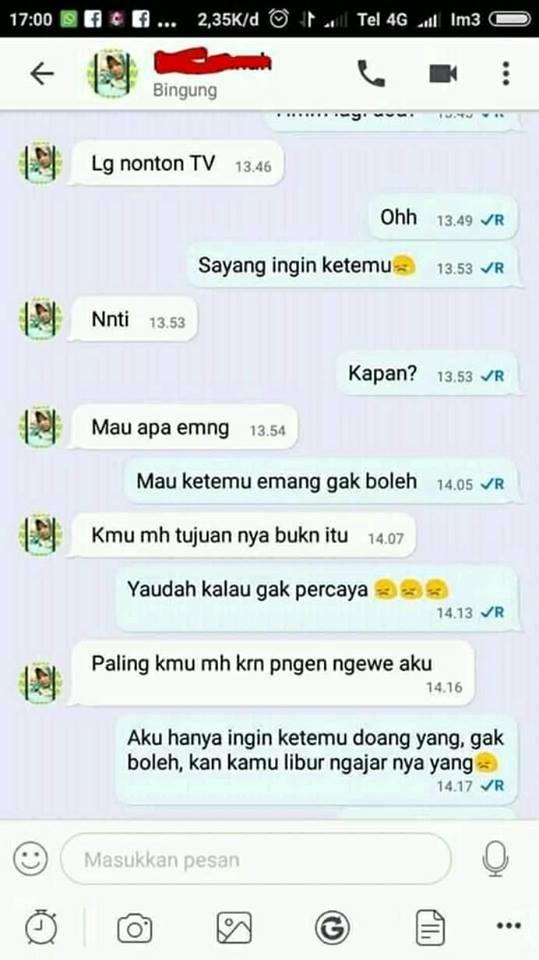 17:00 ... 2,35K/d Tel 4G Im3
Bingung
13.43
Lg nonton TV 13.46
Ohh 13.49 R
Sayang ingin ketemu 13.53 R
Nnti 13.53
Kapan? 13.53 R
Mau apa emng 13.54
Mau ketemu emang gak boleh 14.05 R
Kmu mh tujuan nya bukn itu 14.07
Yaudah kalau gak percaya
14.13 R
Paling kmu mh krn pngen ngewe aku
14.16
Aku hanya ingin ketemu doang yang, gak
boleh, kan kamu libur ngajar nya yang
14.17 R
Masukkan pesan
G